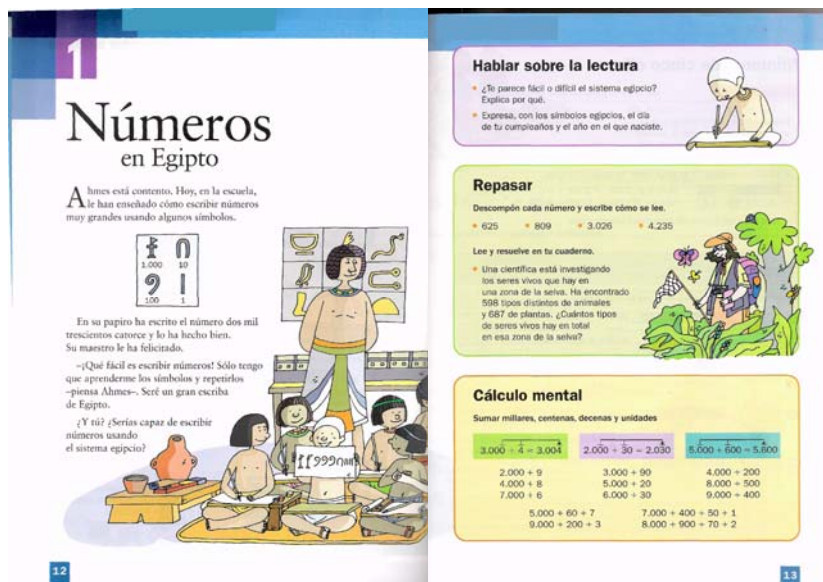 1
Números
en Egipto
Ahmes está contento. Hoy, en la escuela,
le han enseñado cómo escribir números
muy grandes usando algunos símbolos.
1.000 10
100 1
En su papiro ha escrito el número dos mil
trescientos catorce y lo ha hecho bien.
Su maestro le ha felicitado.
–¡Qué fácil es escribir números! Sólo tengo
que aprenderme los símbolos y repetirlos
–piensa Ahmes–. Seré un gran escriba
de Egipto.
¿Y tú? ¿Serías capaz de escribir
números usando
el sistema egipcio?
12
Hablar sobre la lectura
• ¿Te parece fácil o difícil el sistema egipcio?
Explica por qué.
• Expresa, con los símbolos egipcios, el día
de tu cumpleaños y el año en el que naciste.
Repasar
Descompón cada número y escribe cómo se lee.
• 625 • 809 • 3.026 • 4.235
Lee y resuelve en tu cuaderno.
• Una científica está investigando
los seres vivos que hay en
una zona de la selva. Ha encontrado
598 tipos distintos de animales
y 687 de plantas. ¿Cuántos tipos
de seres vivos hay en total
en esa zona de la selva?
Cálculo mental
Sumar millares, centenas, decenas y unidades
3.000 + 4 = 3.004 2.000 + 30 = 2.030 5.000 + 600 = 5.600
2.000 + 9 3.000 + 90 4.000 + 200
4.000 + 8 5.000 + 20 8.000 + 500
7.000 + 6 6.000 + 30 9.000 + 400
5.000 + 60 + 7 7.000 + 400 + 50 + 1
9.000 + 200 + 3 8.000 + 900 + 70 + 2
13